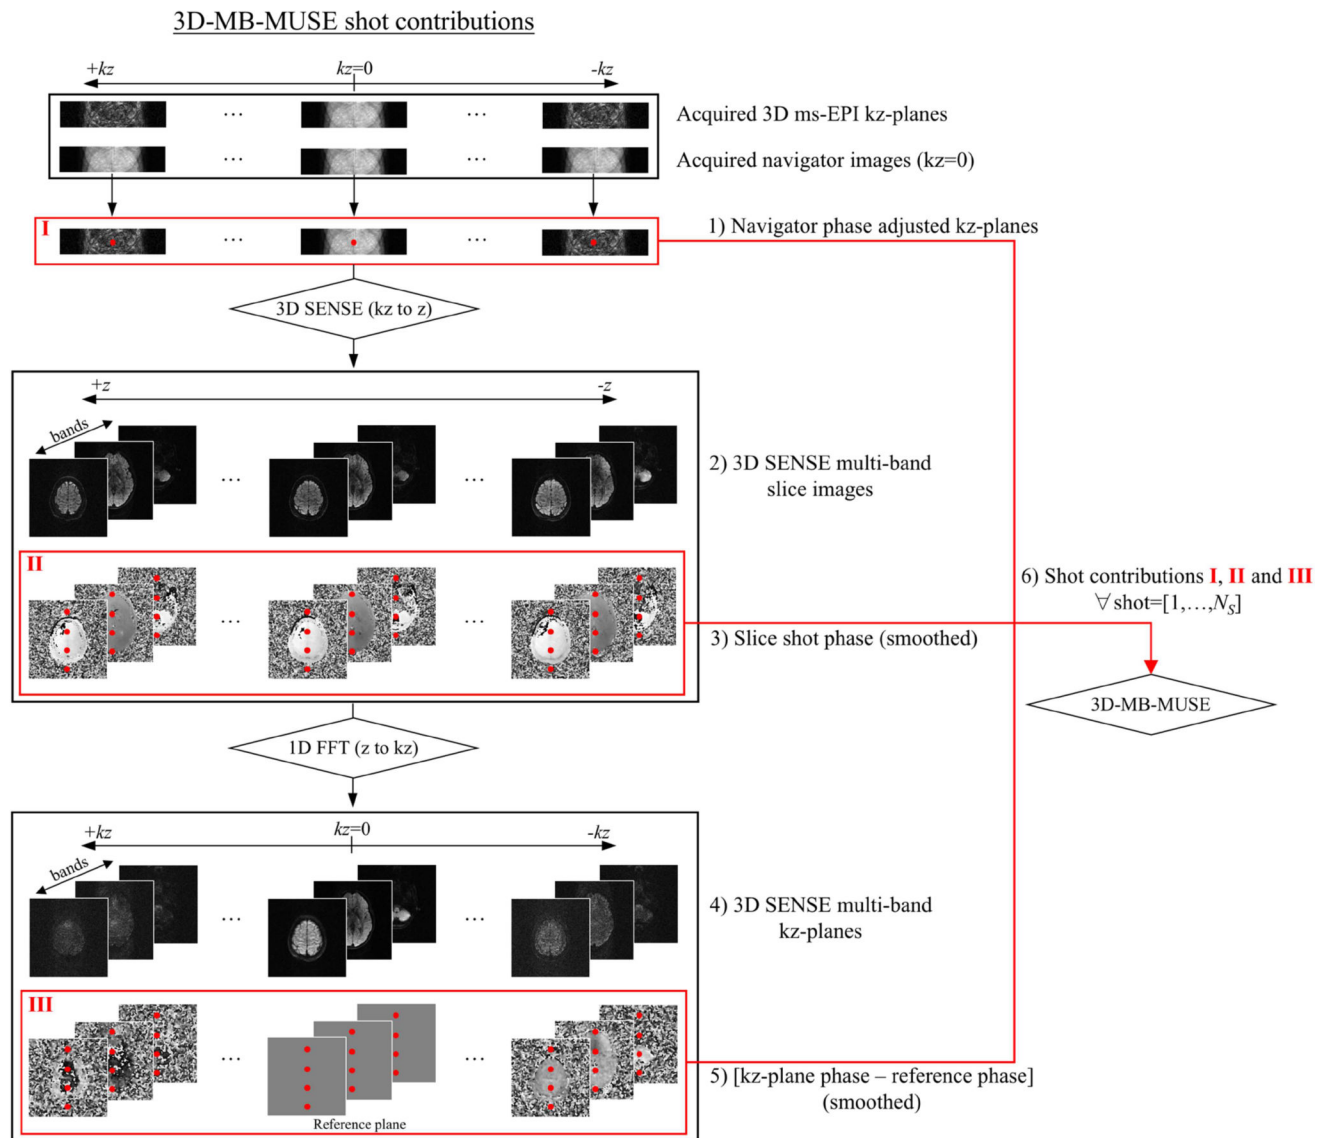 3D-MB-MUSE shot contributions
+kz kz=0 -kz
... ...
Acquired 3D ms-EPI kz-planes
... ...
Acquired navigator images (kz=0)
I
... ...
1) Navigator phase adjusted kz-planes
3D SENSE (kz to z)
+z -z
bands
... ...
2) 3D SENSE multi-band
slice images
II
... ...
3) Slice shot phase (smoothed)
6) Shot contributions I, II and III
∀ shot=[1,…,N_S]
3D-MB-MUSE
1D FFT (z to kz)
+kz kz=0 -kz
bands
... ...
4) 3D SENSE multi-band
kz-planes
III
... ...
Reference plane
5) [kz-plane phase – reference phase]
(smoothed)